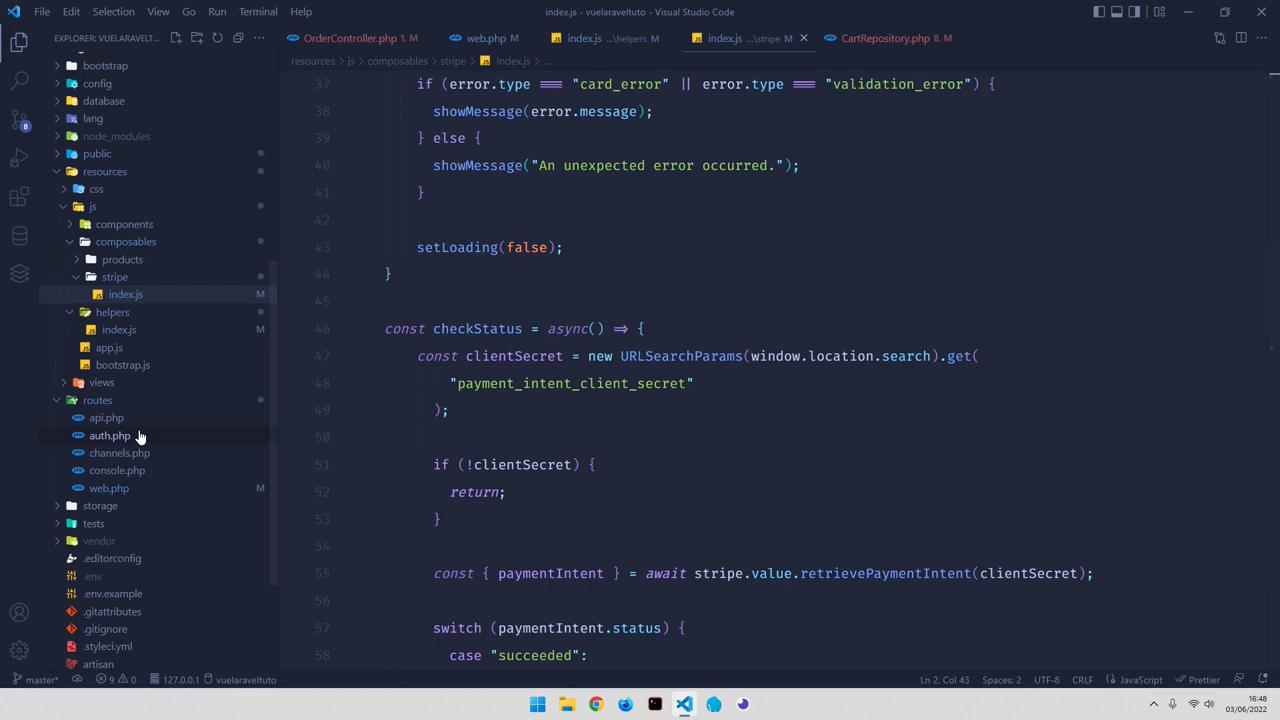 File Edit Selection View Go Run Terminal Help
index.js - vuelaraveltuto - Visual Studio Code
EXPLORER: VUELARAVELT...
OrderController.php 1. M
web.php M
index.js ...\helpers M
index.js ...\stripe M
CartRepository.php 8. M
resources > js > composables > stripe > index.js > ...
bootstrap
config
database
lang
node_modules
public
resources
css
js
components
composables
products
stripe
index.js M
helpers
index.js M
app.js
bootstrap.js
views
routes
api.php
auth.php
channels.php
console.php
web.php M
storage
tests
vendor
.editorconfig
.env
.env.example
.gitattributes
.gitignore
.styleci.yml
artisan
8
37 if (error.type === "card_error" || error.type === "validation_error") {
38 showMessage(error.message);
39 } else {
40 showMessage("An unexpected error occurred.");
41 }
42
43 setLoading(false);
44 }
45
46 const checkStatus = async() => {
47 const clientSecret = new URLSearchParams(window.location.search).get(
48 "payment_intent_client_secret"
49 );
50
51 if (!clientSecret) {
52 return;
53 }
54
55 const { paymentIntent } = await stripe.value.retrievePaymentIntent(clientSecret);
56
57 switch (paymentIntent.status) {
58 case "succeeded":
master* 9 0 127.0.0.1 vuelaraveltuto
Ln 2, Col 43 Spaces: 2 UTF-8 CRLF JavaScript Prettier
16:48
03/06/2022